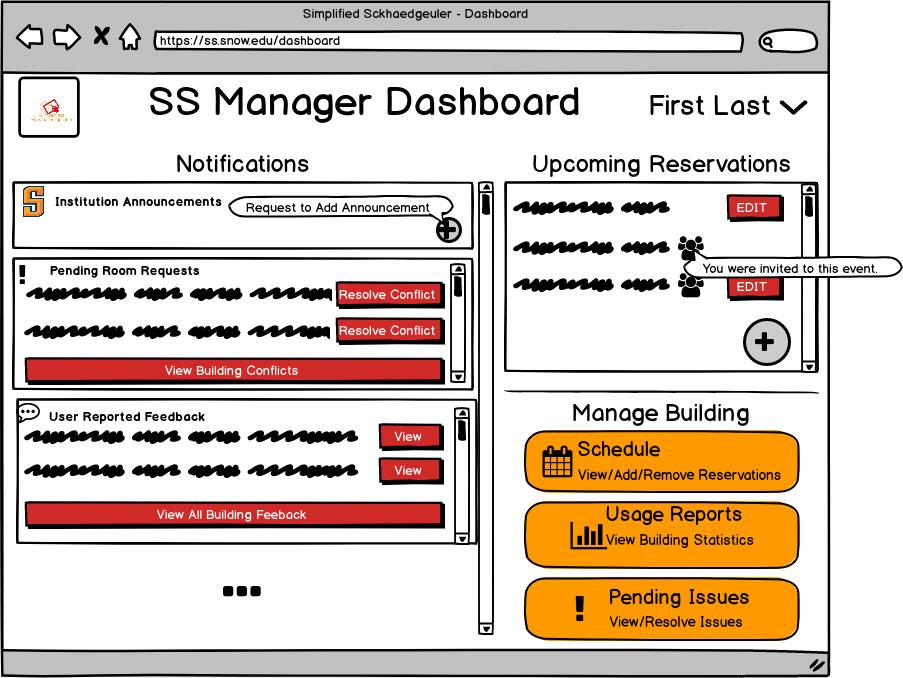 Simplified Sckhaedgeuler - Dashboard
https://ss.snow.edu/dashboard
SS Manager Dashboard
First Last
Notifications
Upcoming Reservations
S
Institution Announcements
Request to Add Announcement
EDIT
You were invited to this event.
EDIT
Pending Room Requests
Resolve Conflict
Resolve Conflict
View Building Conflicts
User Reported Feedback
View
View
View All Building Feeback
Manage Building
Schedule
View/Add/Remove Reservations
Usage Reports
View Building Statistics
Pending Issues
View/Resolve Issues